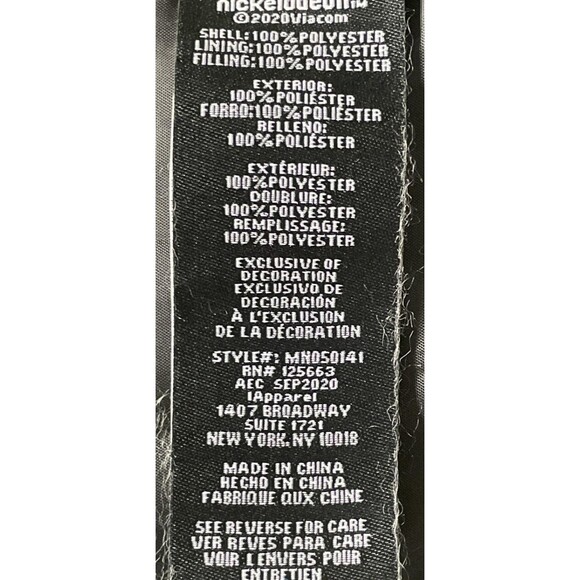 nickelodeon
©2020Viacom
SHELL:100%POLYESTER
LINING:100%POLYESTER
FILLING:100%POLYESTER
EXTERIOR:
100%POLIÉSTER
FORRO:100%POLIÉSTER
RELLENO:
100%POLIÉSTER
EXTÉRIEUR:
100%POLYESTER
DOUBLURE:
100%POLYESTER
REMPLISSAGE:
100%POLYESTER
EXCLUSIVE OF
DECORATION
EXCLUSIVO DE
DECORACIÓN
À L'EXCLUSION
DE LA DÉCORATION
STYLE#: MN050141
RN# 125663
AEC SEP2020
IApparel
1407 BROADWAY
SUITE 1721
NEW YORK. NY 10018
MADE IN CHINA
HECHO EN CHINA
FABRIQUE QUX CHINE
SEE REVERSE FOR CARE
VER REVES PARA CARE
VOIR L'ENVERS POUR
ENTRETIEN